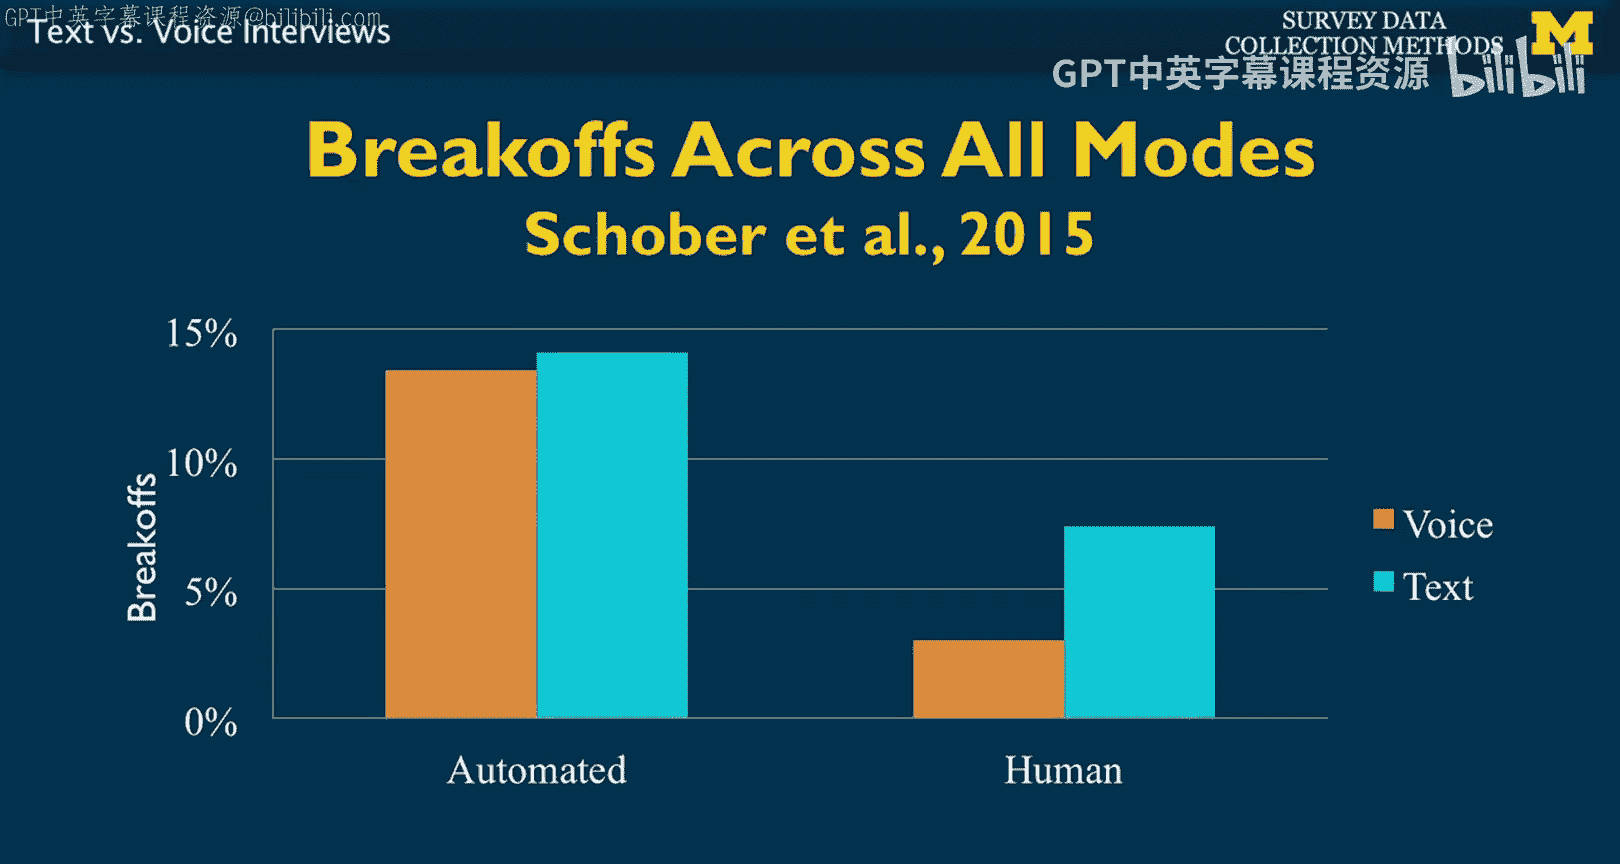 GPT中英字幕课程资源@bilibili.com
Text vs. Voice Interviews
SURVEY DATA
COLLECTION METHODS
M
GPT中英字幕课程资源 bilibili
Breakoffs Across All Modes
Schober et al., 2015
15%
10%
5%
0%
Breakoffs
Automated
Human
Voice
Text